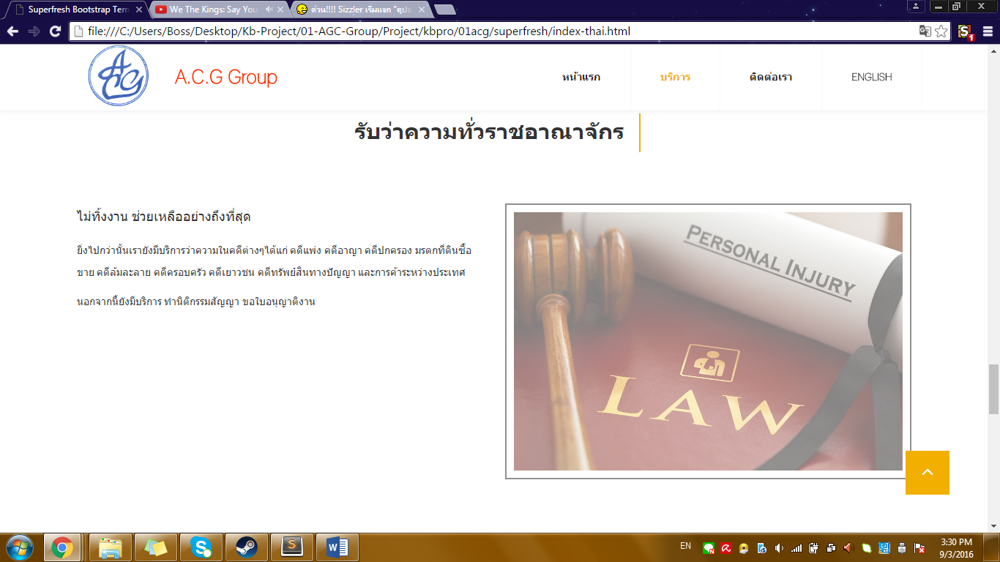 Superfresh Bootstrap Tem
We The Kings: Say You
ด่วน!!!! Sizzler เริ่มแจก "คูปอ
file:///C:/Users/Boss/Desktop/Kb-Project/01-AGC-Group/Project/kbpro/01acg/superfresh/index-thai.html
ACG
A.C.G Group
หน้าแรก
บริการ
ติดต่อเรา
ENGLISH
รับว่าความทั่วราชอาณาจักร
ไม่ทิ้งงาน ช่วยเหลืออย่างถึงที่สุด
ยิ่งไปกว่านั้นเรายังมีบริการว่าความในคดีต่างๆได้แก่ คดีแพ่ง คดีอาญา คดีปกครอง มรดกที่ดินซื้อ
ขาย คดีล้มละลาย คดีครอบครัว คดีเยาวชน คดีทรัพย์สินทางปัญญา และการค้าระหว่างประเทศ
นอกจากนี้ยังมีบริการ ทำนิติกรรมสัญญา ขอใบอนุญาติงาน
PERSONAL INJURY
LAW
EN
3:30 PM
9/3/2016